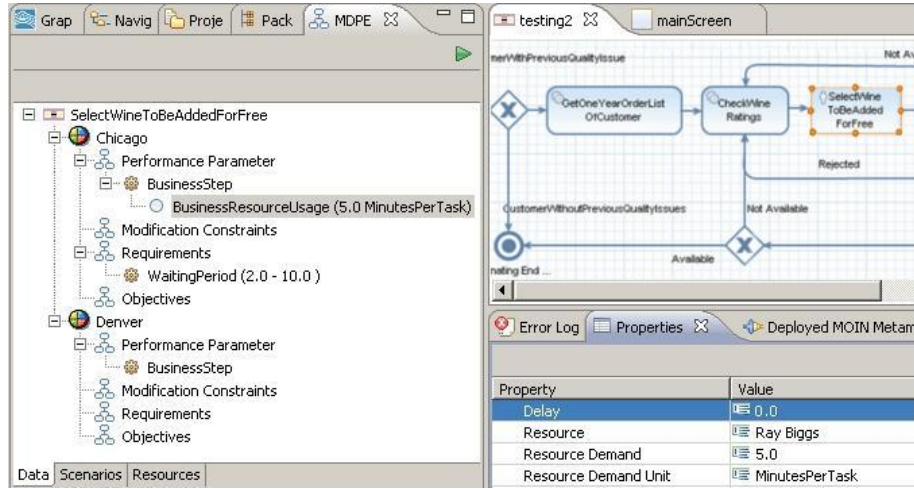 Grap
Navig
Proje
Pack
MDPE
SelectWineToBeAddedForFree
Chicago
Performance Parameter
BusinessStep
BusinessResourceUsage (5.0 MinutesPerTask)
Modification Constraints
Requirements
WaitingPeriod (2.0 - 10.0 )
Objectives
Denver
Performance Parameter
BusinessStep
Modification Constraints
Requirements
Objectives
Data
Scenarios
Resources
testing2
mainScreen
merWithPreviousQualityIssue
Not Av
GetOneYearOrderList
OfCustomer
CheckWine
Ratings
SelectWine
ToBeAdded
ForFree
Rejected
CustomerWithoutPreviousQualityIssues
Not Available
Available
nating End ...
Error Log
Properties
Deployed MOIN Metam
Property
Value
Delay
0.0
Resource
Ray Biggs
Resource Demand
5.0
Resource Demand Unit
MinutesPerTask